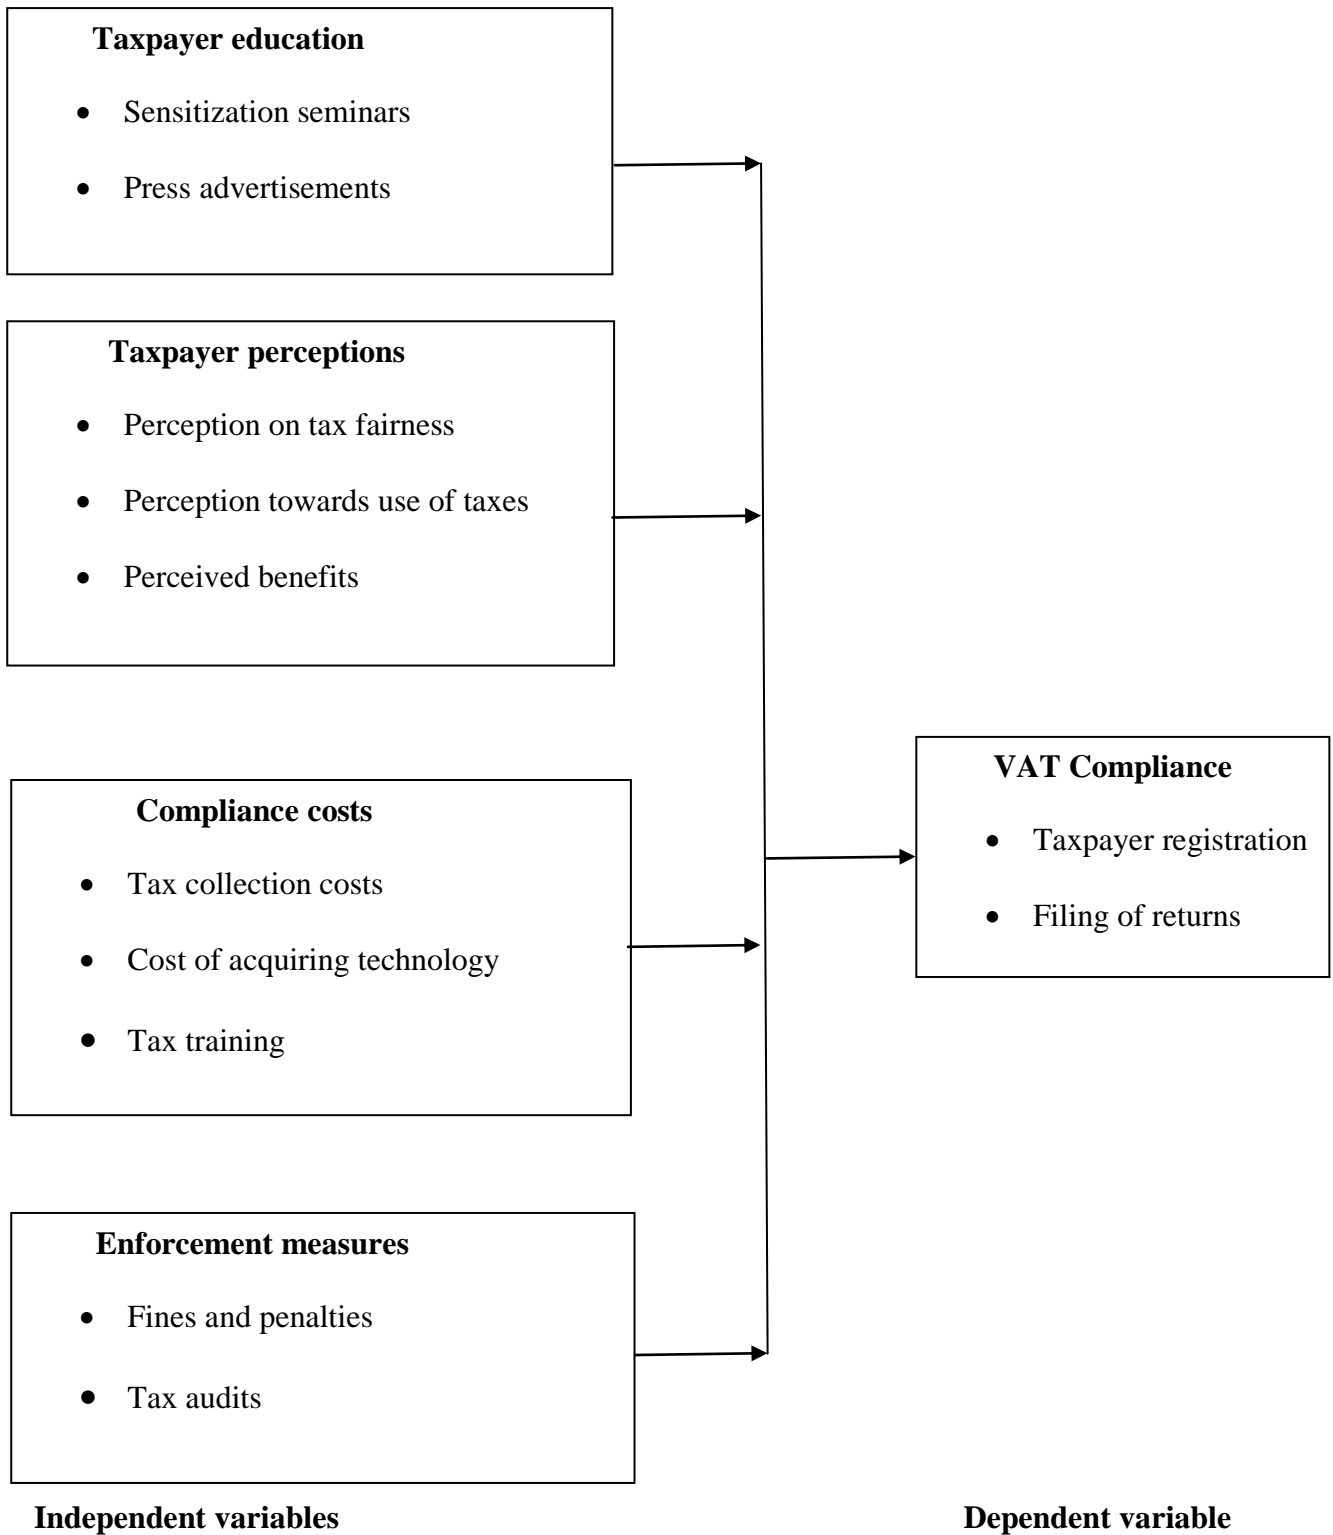 Taxpayer education
• Sensitization seminars
• Press advertisements
Taxpayer perceptions
• Perception on tax fairness
• Perception towards use of taxes
• Perceived benefits
Compliance costs
• Tax collection costs
• Cost of acquiring technology
• Tax training
Enforcement measures
• Fines and penalties
• Tax audits
VAT Compliance
• Taxpayer registration
• Filing of returns
Independent variables
Dependent variable